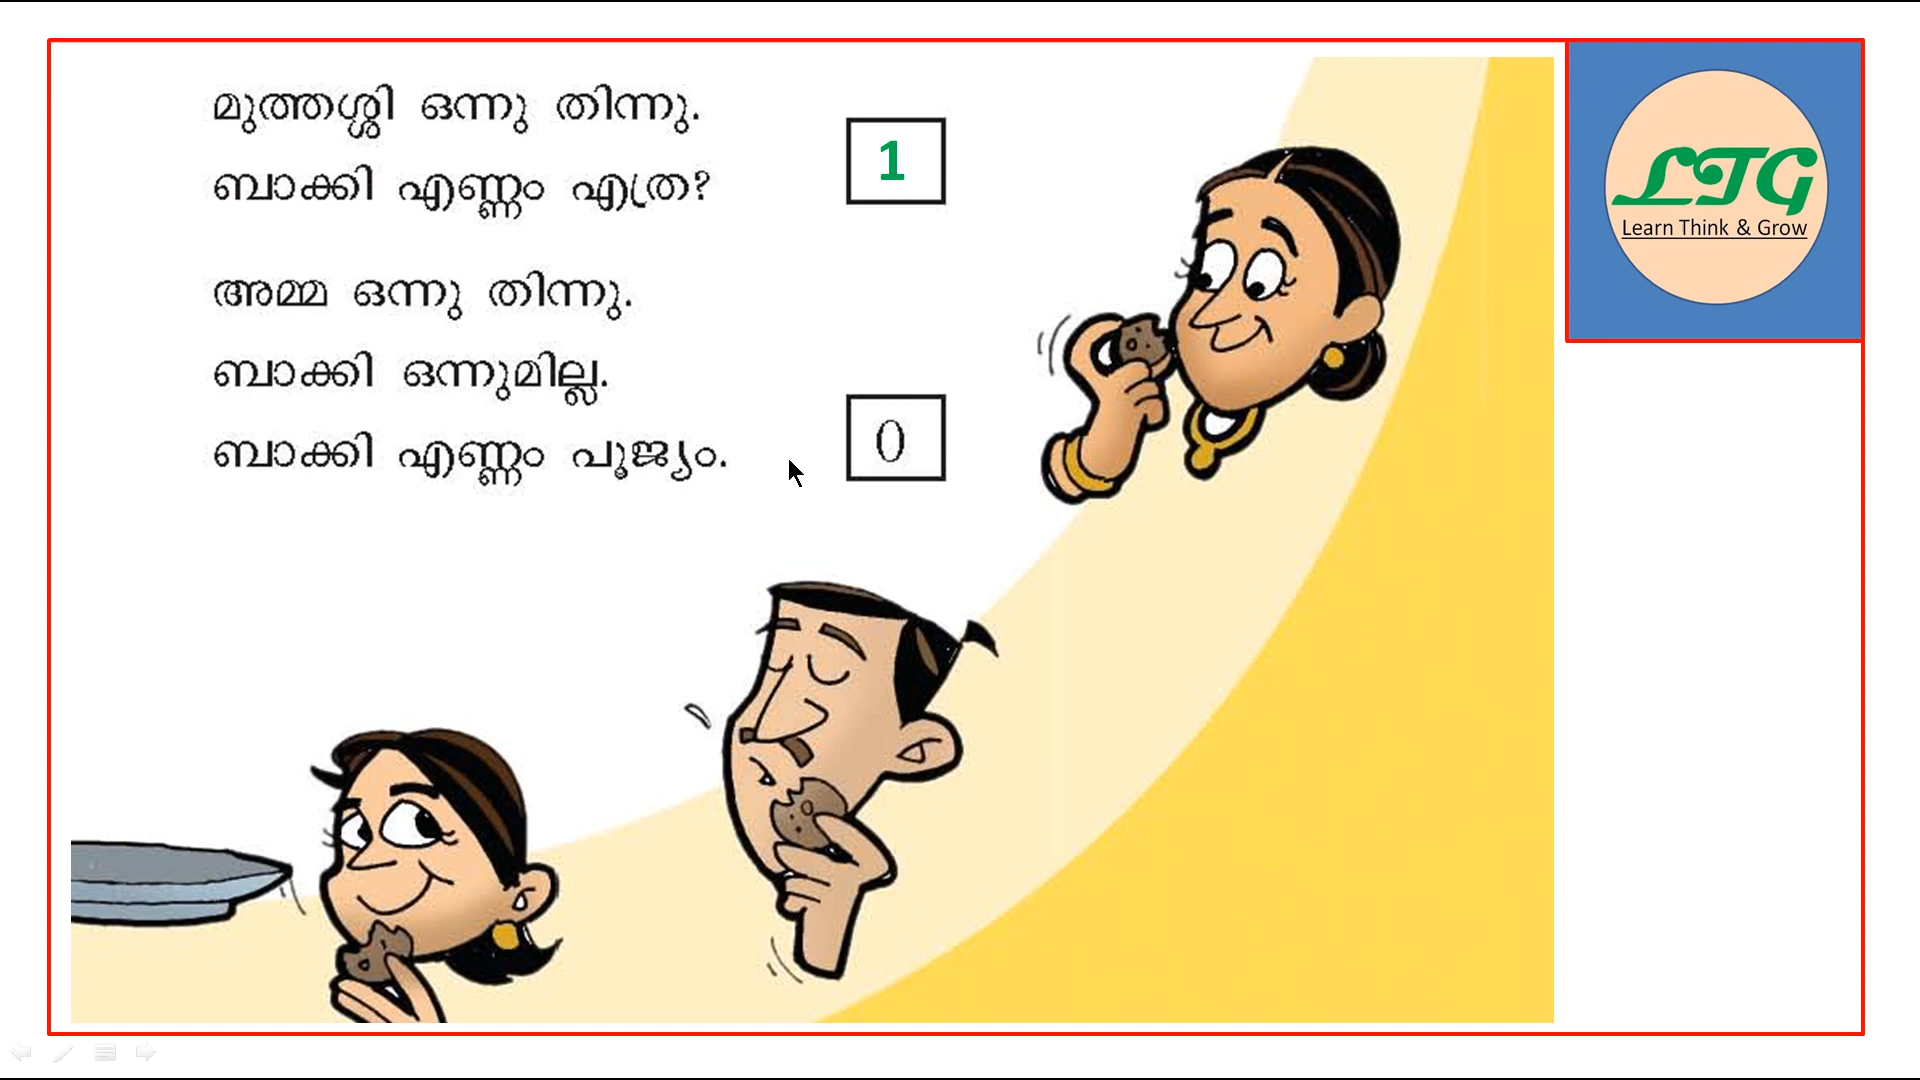 മുത്തശ്ശി ഒന്നു തിന്നു.
ബാക്കി എണ്ണം എത്ര?
1
അമ്മ ഒന്നു തിന്നു.
ബാക്കി ഒന്നുമില്ല.
ബാക്കി എണ്ണം പൂജ്യം.
0
LTG
Learn Think & Grow